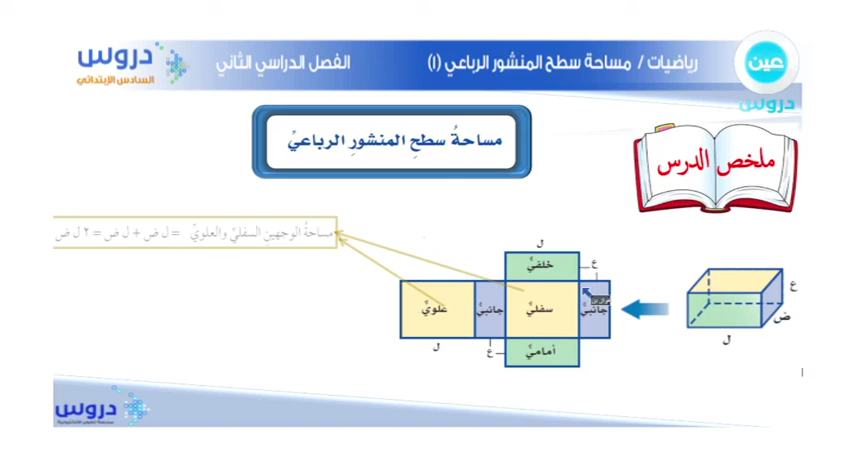 رياضيات / مساحة سطح المنشور الرباعي (١)
الفصل الدراسي الثاني
دروس
السادس الابتدائي
عين
دروس
مساحةُ سطحِ المنشورِ الرباعيِّ
ملخص الدرس
مساحةُ الوجهينِ السفليِّ والعلويِّ = ل ض + ل ض = ٢ ل ض
ل
خلفيٌّ
ع
علويٌّ
جانبيٌّ
سفليٌّ
جانبيٌّ
ل
ع
أماميٌّ
ع
ض
ل
دروس